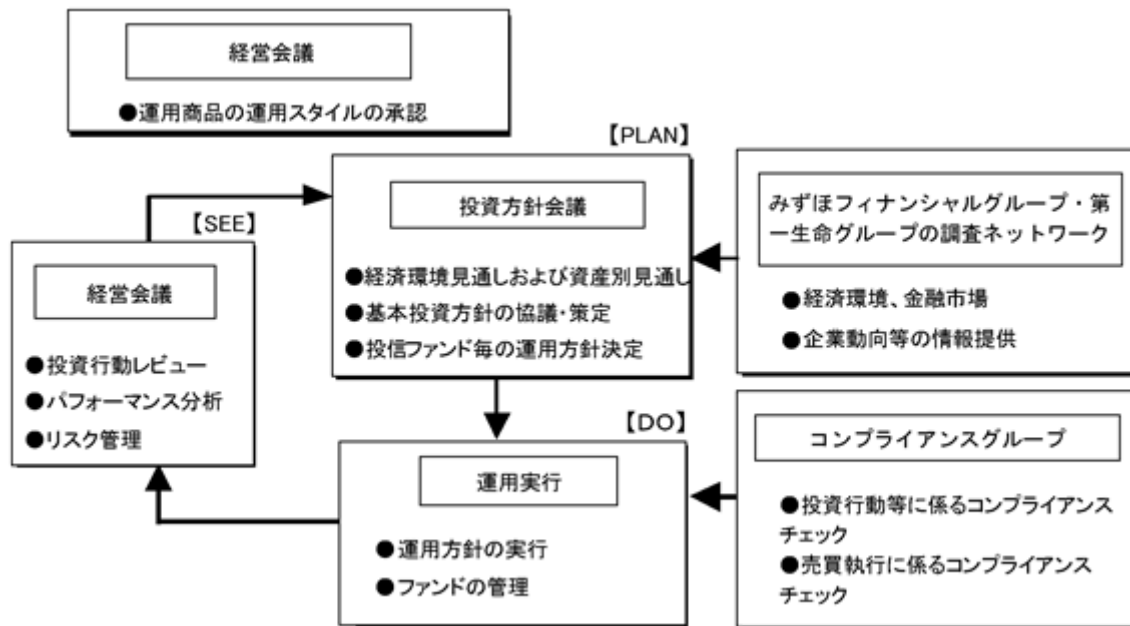 経営会議
●運用商品の運用スタイルの承認
【PLAN】
投資方針会議
●経済環境見通しおよび資産別見通し
●基本投資方針の協議・策定
●投信ファンド毎の運用方針決定
みずほフィナンシャルグループ・第
一生命グループの調査ネットワーク
●経済環境、金融市場
●企業動向等の情報提供
【SEE】
経営会議
●投資行動レビュー
●パフォーマンス分析
●リスク管理
【DO】
運用実行
●運用方針の実行
●ファンドの管理
コンプライアンスグループ
●投資行動等に係るコンプライアンス
チェック
●売買執行に係るコンプライアンス
チェック